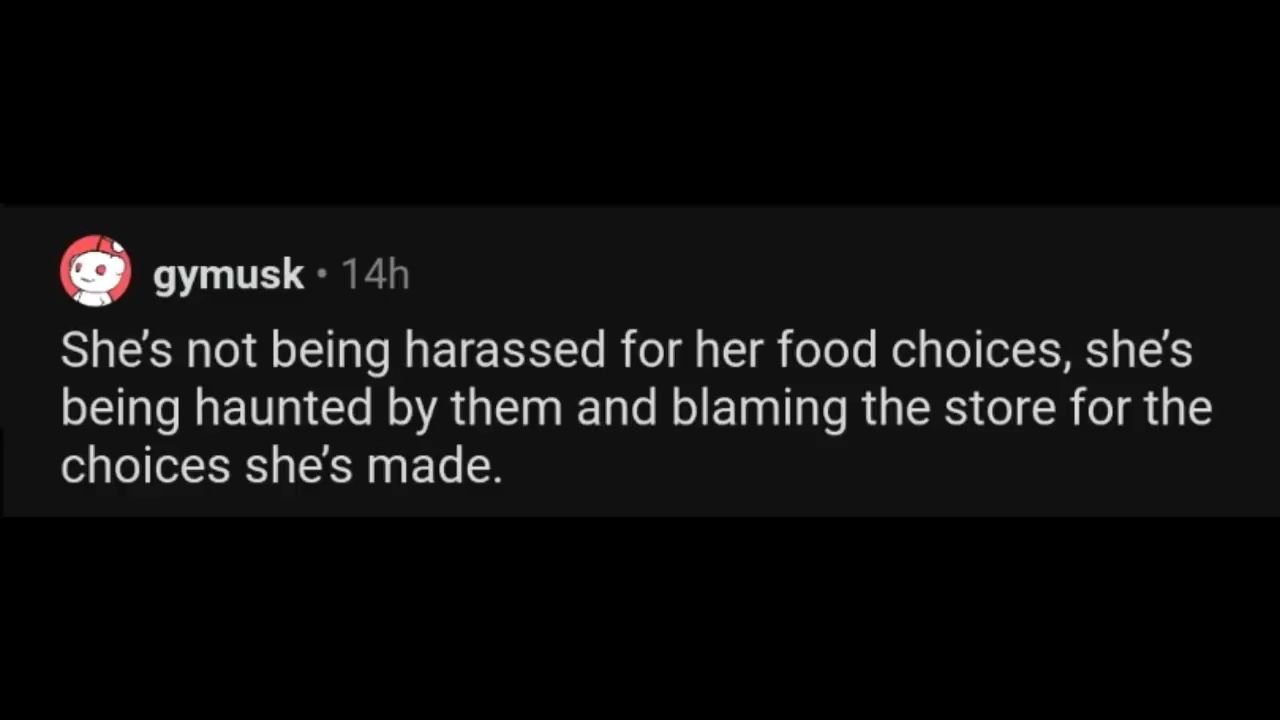 gymusk • 14h
She’s not being harassed for her food choices, she’s
being haunted by them and blaming the store for the
choices she’s made.